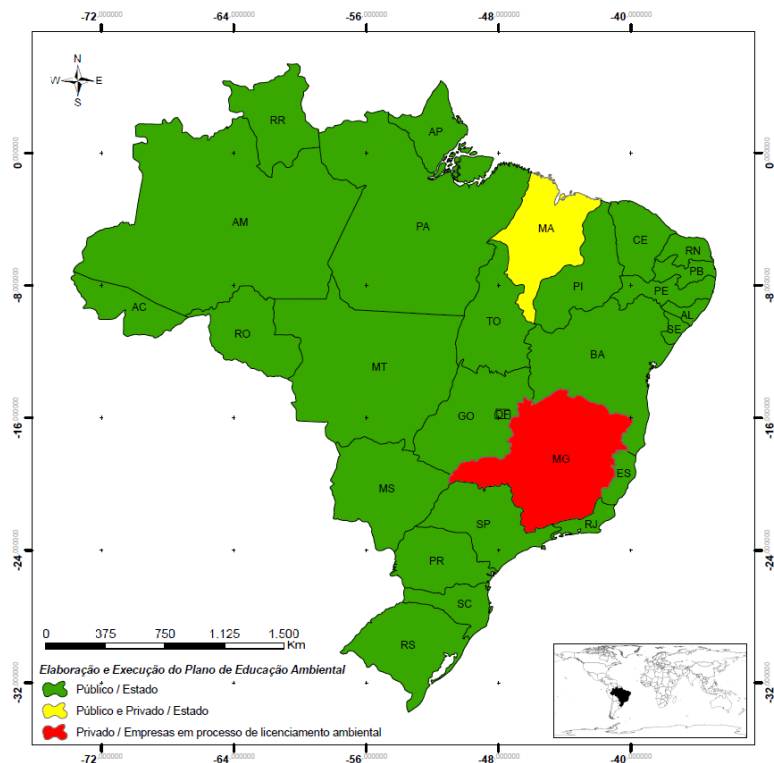 -72.000000 -64.000000 -56.000000 -48.000000 -40.000000
N
W E
S
RR
AP
0.000000 0.000000
AM
PA
MA
CE
RN
PB
PI
PE
-8.000000 -8.000000
AC
TO
AL
SE
RO
BA
MT
GO
DF
-16.000000 -16.000000
MG
ES
MS
SP
RJ
-24.000000 -24.000000
PR
SC
0 375 750 1.125 1.500
Km
RS
Elaboração e Execução do Plano de Educação Ambiental
-32.000000 -32.000000
Público / Estado
Público e Privado / Estado
Privado / Empresas em processo de licenciamento ambiental
-72.000000 -64.000000 -56.000000 -48.000000 -40.000000